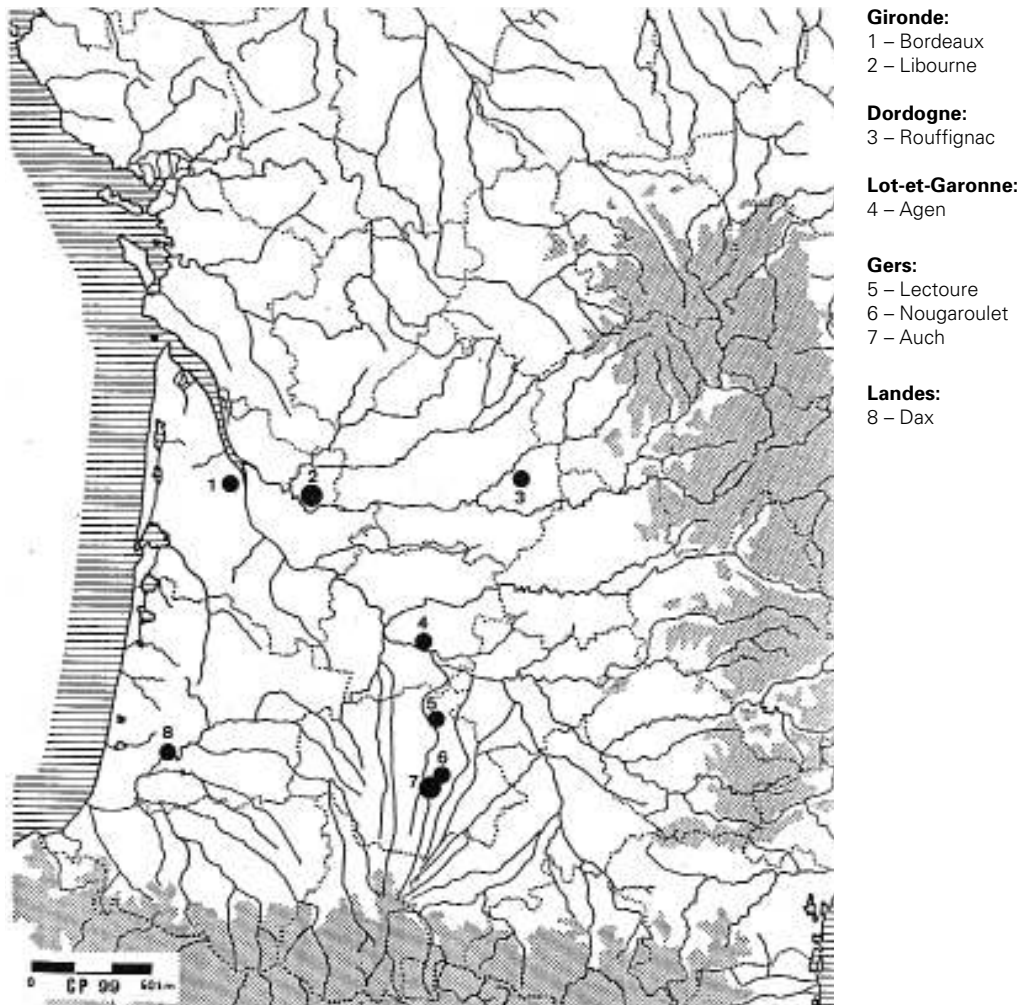 Gironde:
1 – Bordeaux
2 – Libourne
Dordogne:
3 – Rouffignac
Lot-et-Garonne:
4 – Agen
Gers:
5 – Lectoure
6 – Nougaroulet
7 – Auch
Landes:
8 – Dax
1
2
3
4
5
6
7
8
0 GP 99